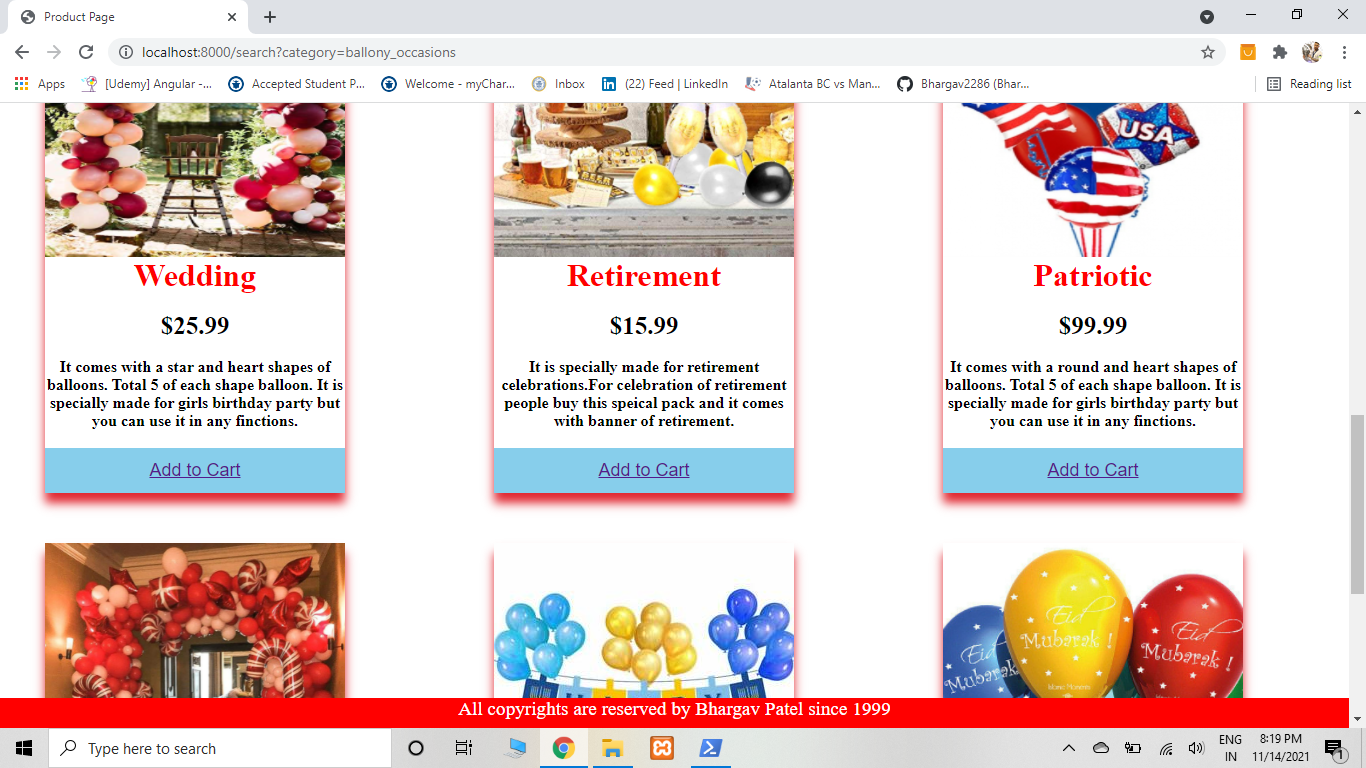 Product Page
localhost:8000/search?category=ballony_occasions
Apps
[Udemy] Angular -...
Accepted Student P...
Welcome - myChar...
Inbox
(22) Feed | LinkedIn
Atalanta BC vs Man...
Bhargav2286 (Bhar...
Reading list
USA
Wedding
Retirement
Patriotic
$25.99
$15.99
$99.99
It comes with a star and heart shapes of
balloons. Total 5 of each shape balloon. It is
specially made for girls birthday party but
you can use it in any finctions.
It is specially made for retirement
celebrations.For celebration of retirement
people buy this speical pack and it comes
with banner of retirement.
It comes with a round and heart shapes of
balloons. Total 5 of each shape balloon. It is
specially made for girls birthday party but
you can use it in any finctions.
Add to Cart
Add to Cart
Add to Cart
Eid
Mubarak !
Eid
Mubarak !
Eid
Mubarak
All copyrights are reserved by Bhargav Patel since 1999
Type here to search
ENG
IN
8:19 PM
11/14/2021
1